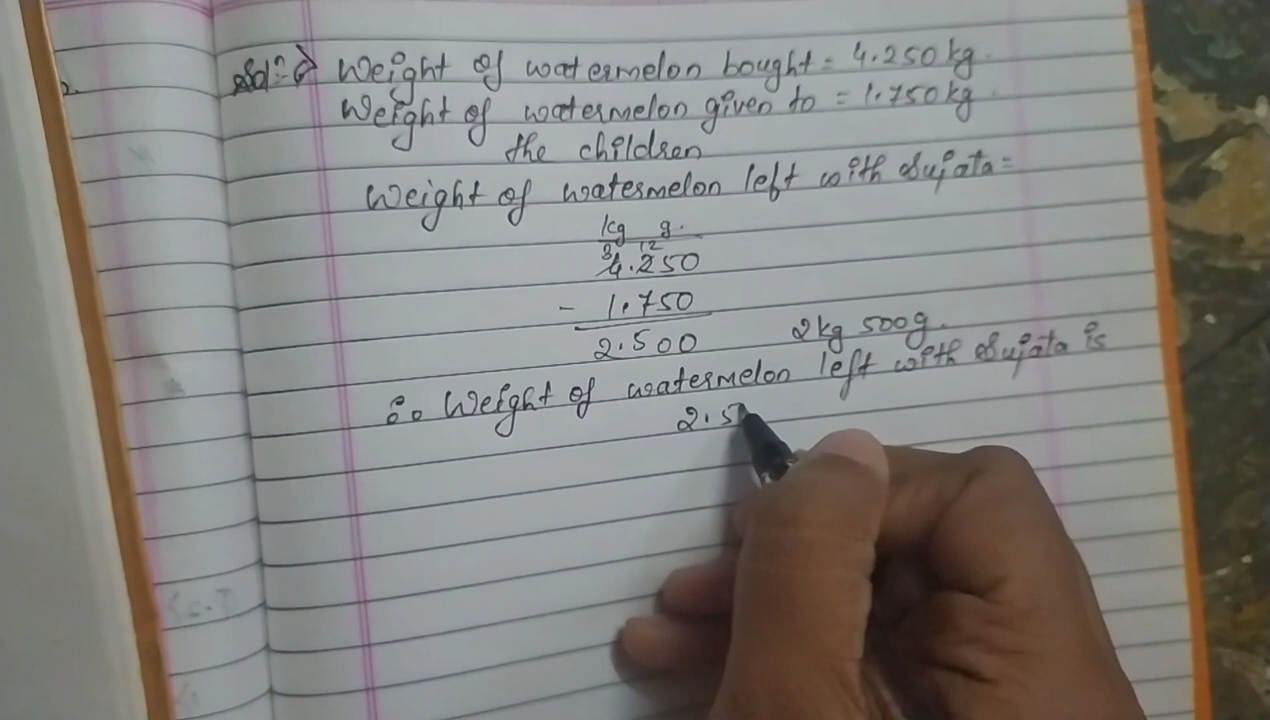 2.
Sol:- Weight of watermelon bought = 4.250 kg.
Weight of watermelon given to = 1.750 kg
the children
Weight of watermelon left with Sujata =
kg g.
3 12
4.250
- 1.750
2.500 2kg 500g.
∴ Weight of watermelon left with Sujata is
2.5